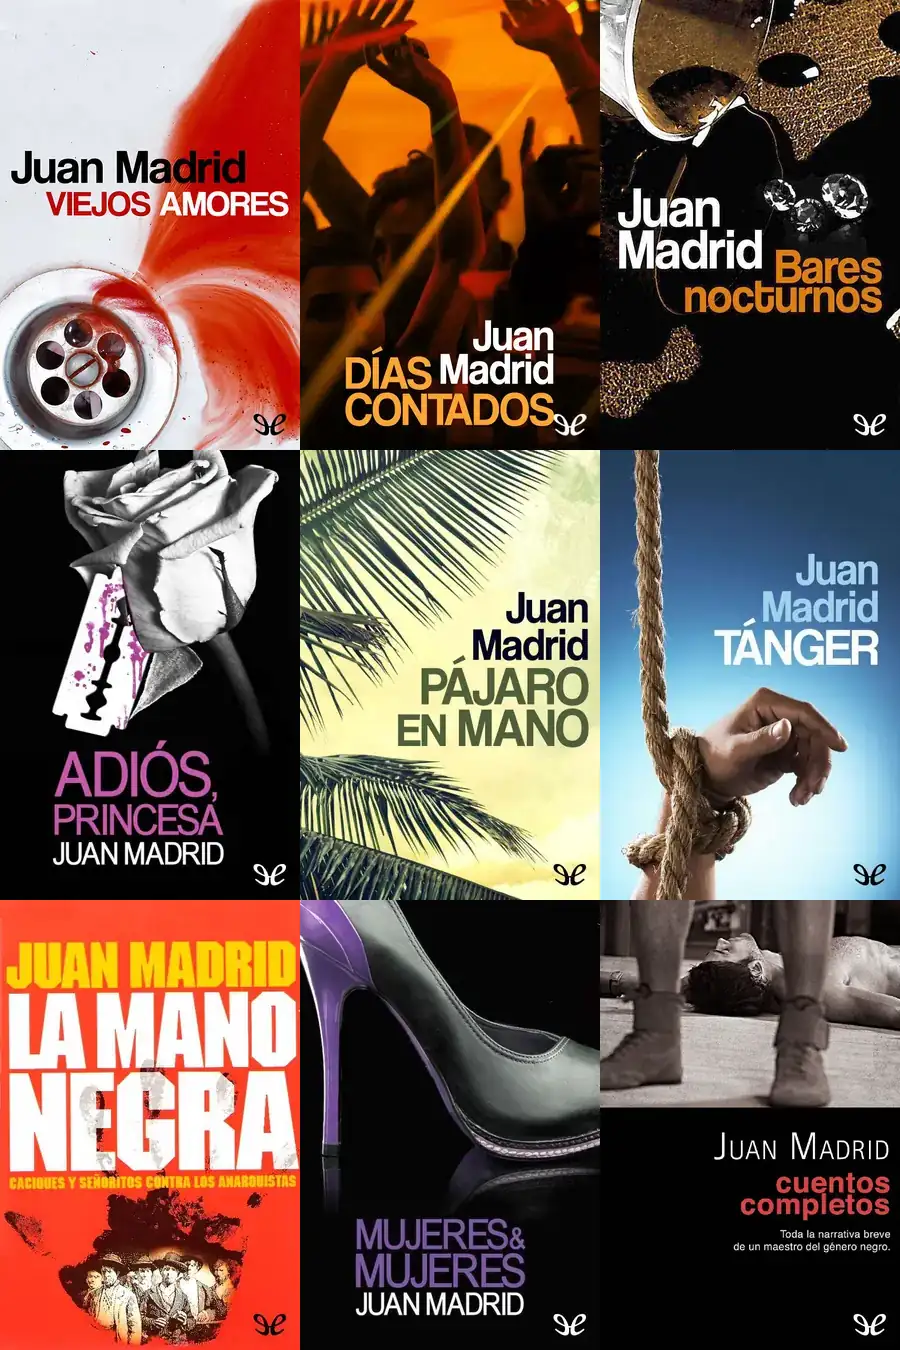 Juan Madrid
VIEJOS AMORES
Juan
DÍAS Madrid
CONTADOS
Juan
Madrid Bares
nocturnos
ADIÓS,
PRINCESA
JUAN MADRID
Juan
Madrid
PÁJARO
EN MANO
Juan
Madrid
TÁNGER
JUAN MADRID
LA MANO
NEGRA
CACIQUES Y SEÑORITOS CONTRA LOS ANARQUISTAS
MUJERES&
MUJERES
JUAN MADRID
JUAN MADRID
cuentos
completos
Toda la narrativa breve
de un maestro del género negro.